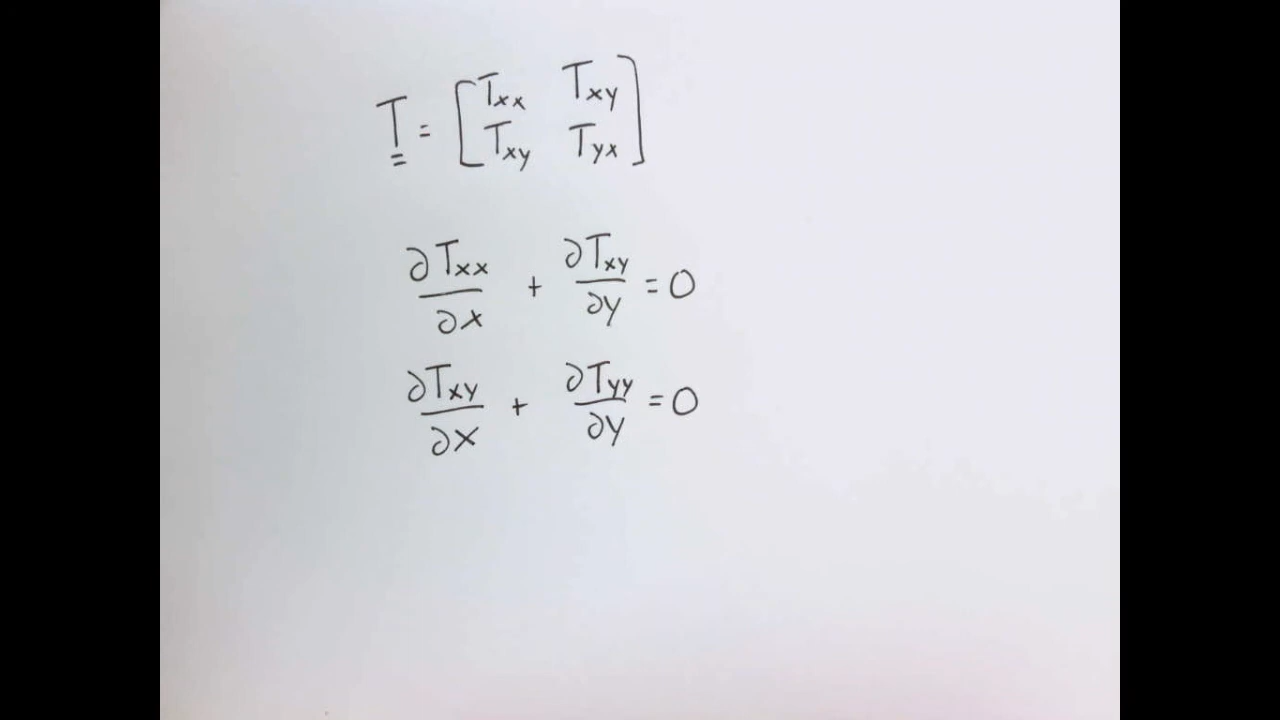 T = [ Txx Txy
Txy Tyx ]
∂Txx/∂x + ∂Txy/∂y = 0
∂Txy/∂x + ∂Tyy/∂y = 0